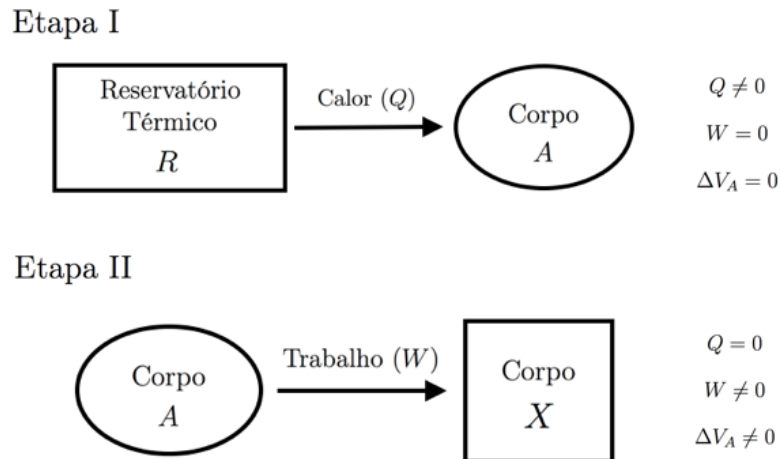 Etapa I
Reservatório
Térmico
R
Calor (Q)
Corpo
A
Q ≠ 0
W = 0
ΔV_A = 0
Etapa II
Corpo
A
Trabalho (W)
Corpo
X
Q = 0
W ≠ 0
ΔV_A ≠ 0